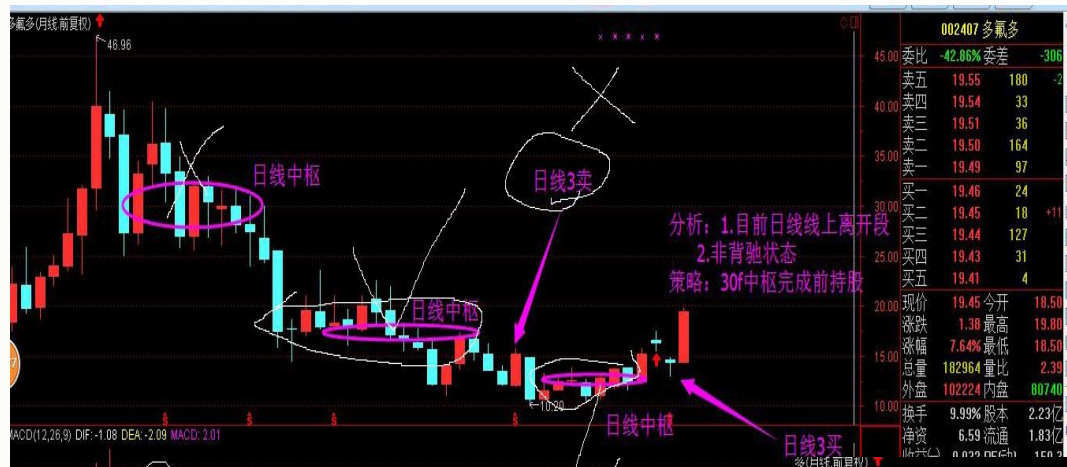 多氟多(月线,前复权)
46.96
日线中枢
日线中枢
日线3卖
分析：1.目前日线线上离开段
2.非背驰状态
策略：30f中枢完成前持股
10.20
日线中枢
日线3买
45.00
40.00
35.00
30.00
25.00
20.00
15.00
10.00
S
S
S
MACD(12,26,9) DIF:-1.08 DEA:-2.09 MACD: 2.01
多(月线,前复权)
002407 多氟多
委比 -42.86% 委差 -306
卖五 19.55 180 -2
卖四 19.54 33
卖三 19.51 36
卖二 19.50 164
卖一 19.49 97
买一 19.46 24
买二 19.45 18 +11
买三 19.44 127
买四 19.43 31
买五 19.41 4
现价 19.45 今开 18.50
涨跌 1.38 最高 19.80
涨幅 7.64% 最低 18.50
总量 182964 量比 2.39
外盘 102224 内盘 80740
换手 9.99% 股本 2.23亿
净资 6.59 流通 1.83亿